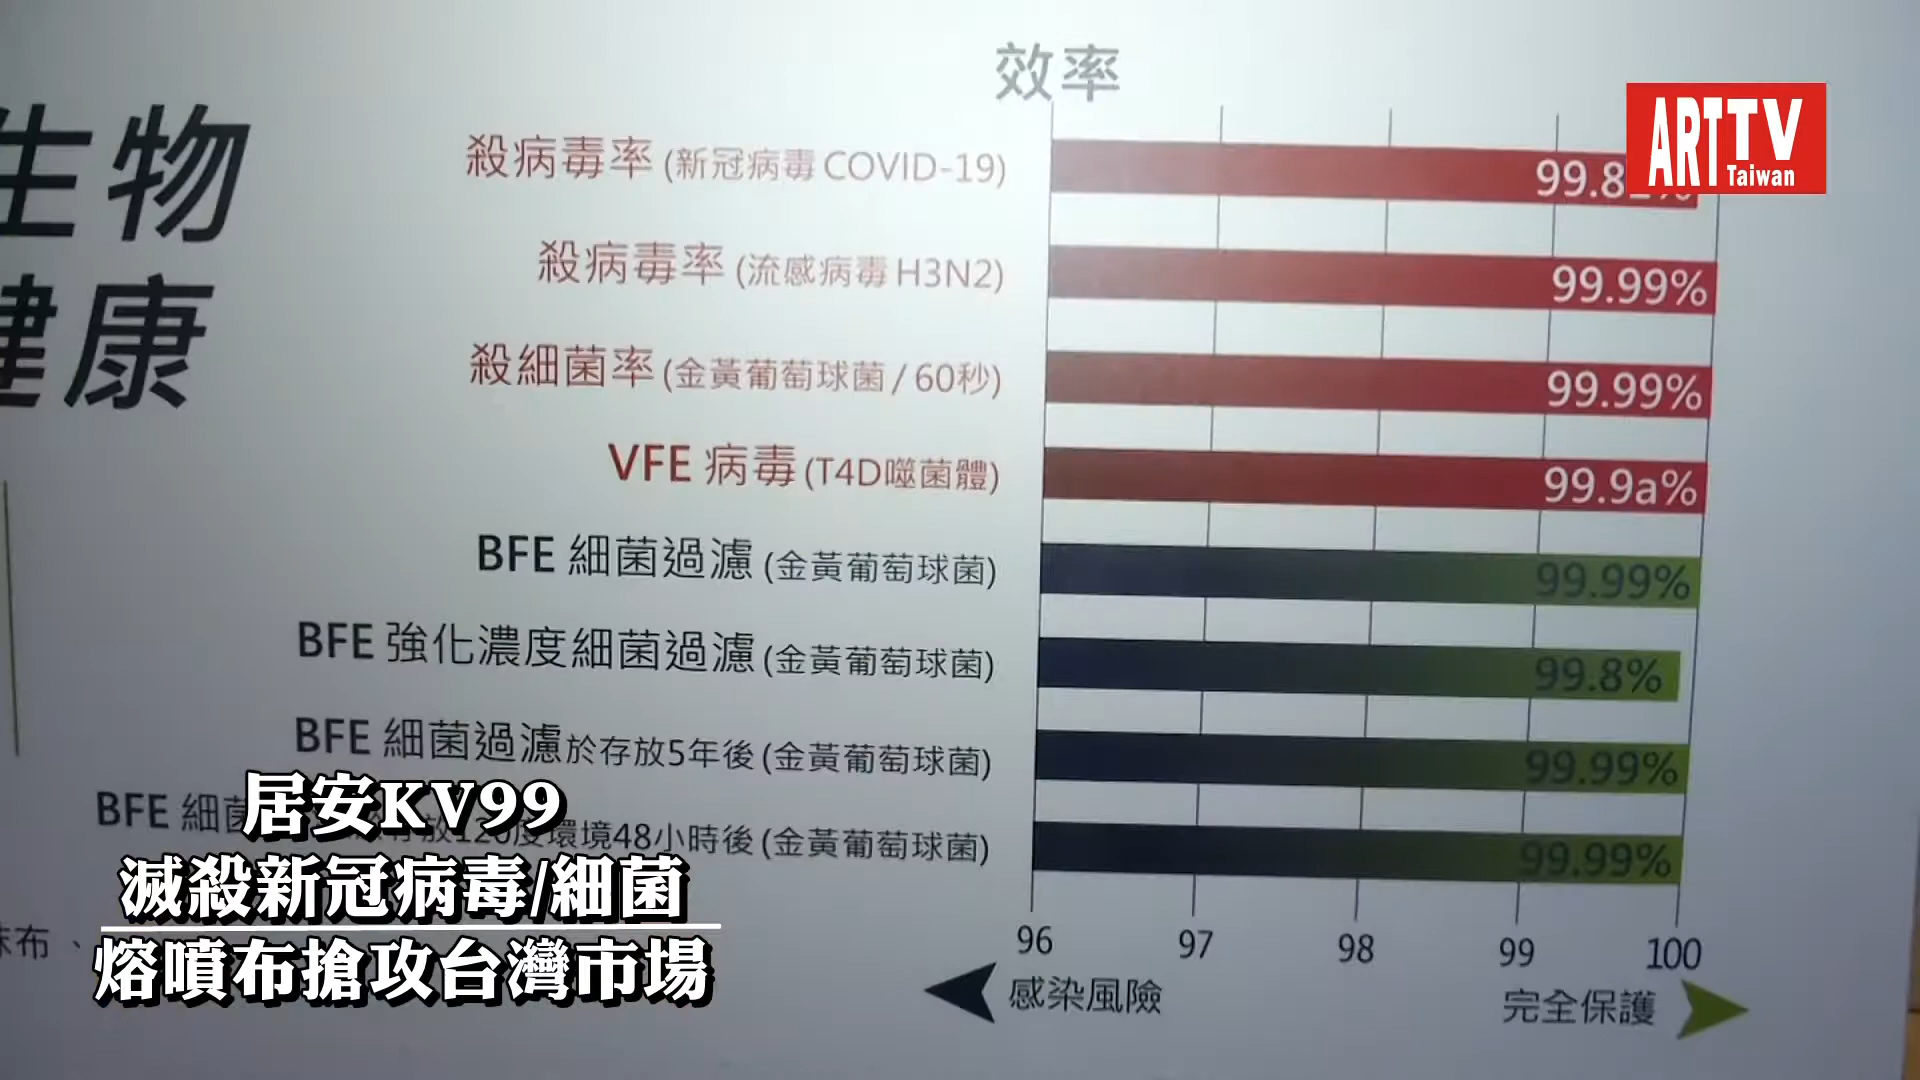 效率
ART TV
Taiwan
生物
健康
殺病毒率 (新冠病毒 COVID-19)
99.8
殺病毒率 (流感病毒 H3N2)
99.99%
殺細菌率 (金黃葡萄球菌 / 60秒)
99.99%
VFE 病毒 (T4D噬菌體)
99.9a%
BFE 細菌過濾 (金黃葡萄球菌)
99.99%
BFE 強化濃度細菌過濾 (金黃葡萄球菌)
99.8%
BFE 細菌過濾於存放5年後 (金黃葡萄球菌)
99.99%
BFE 細菌 環境48小時後 (金黃葡萄球菌)
99.99%
96 97 98 99 100
感染風險 完全保護
布、
居安KV99
滅殺新冠病毒/細菌
熔噴布搶攻台灣市場